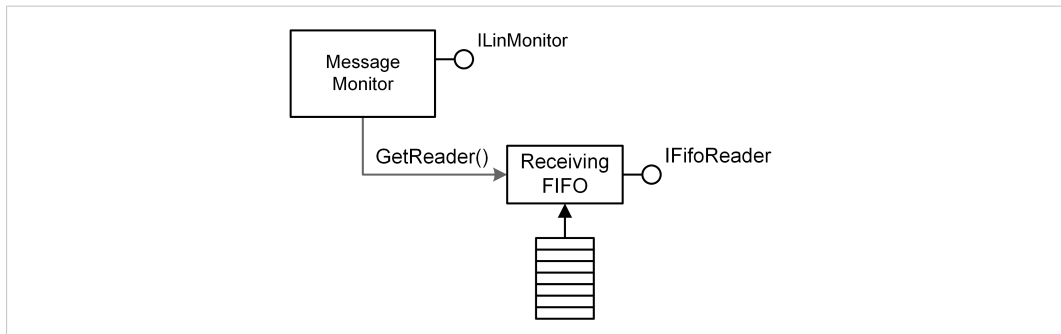 Message
Monitor
ILinMonitor
GetReader()
Receiving
FIFO
IFifoReader